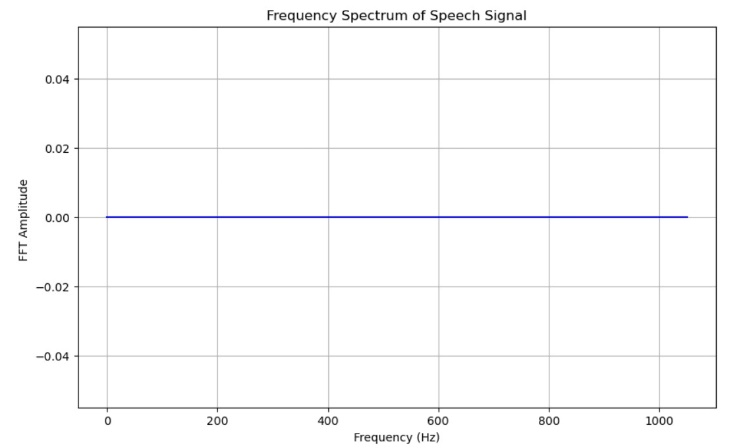 Frequency Spectrum of Speech Signal
0.04
0.02
0.00
−0.02
−0.04
FFT Amplitude
0 200 400 600 800 1000
Frequency (Hz)